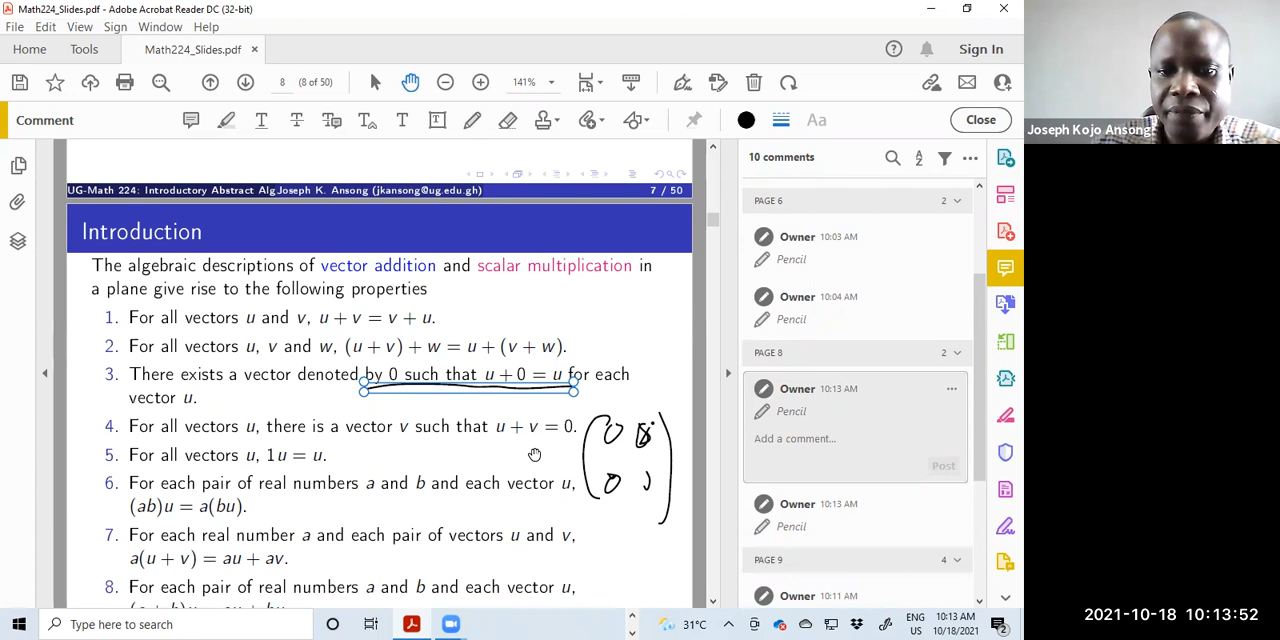 Math224_Slides.pdf - Adobe Acrobat Reader DC (32-bit)
File Edit View Sign Window Help
Home Tools Math224_Slides.pdf × Sign In
8 (8 of 50) 141%
Comment Aa Close
UG-Math 224: Introductory Abstract Alg Joseph K. Ansong (jkansong@ug.edu.gh) 7 / 50
Introduction
The algebraic descriptions of vector addition and scalar multiplication in
a plane give rise to the following properties
1. For all vectors u and v, u + v = v + u.
2. For all vectors u, v and w, (u + v) + w = u + (v + w).
3. There exists a vector denoted by 0 such that u + 0 = u for each
vector u.
4. For all vectors u, there is a vector v such that u + v = 0.
5. For all vectors u, 1u = u.
6. For each pair of real numbers a and b and each vector u,
(ab)u = a(bu).
7. For each real number a and each pair of vectors u and v,
a(u + v) = au + av.
8. For each pair of real numbers a and b and each vector u,
10 comments
PAGE 6 2
Owner 10:03 AM
Pencil
Owner 10:04 AM
Pencil
PAGE 8 2
Owner 10:13 AM
Pencil
Add a comment...
Post
Owner 10:13 AM
Pencil
PAGE 9 4
Owner 10:11 AM
Joseph Kojo Ansong
2021-10-18 10:13:52
Type here to search
31°C
ENG
US
10:13 AM
10/18/2021
2